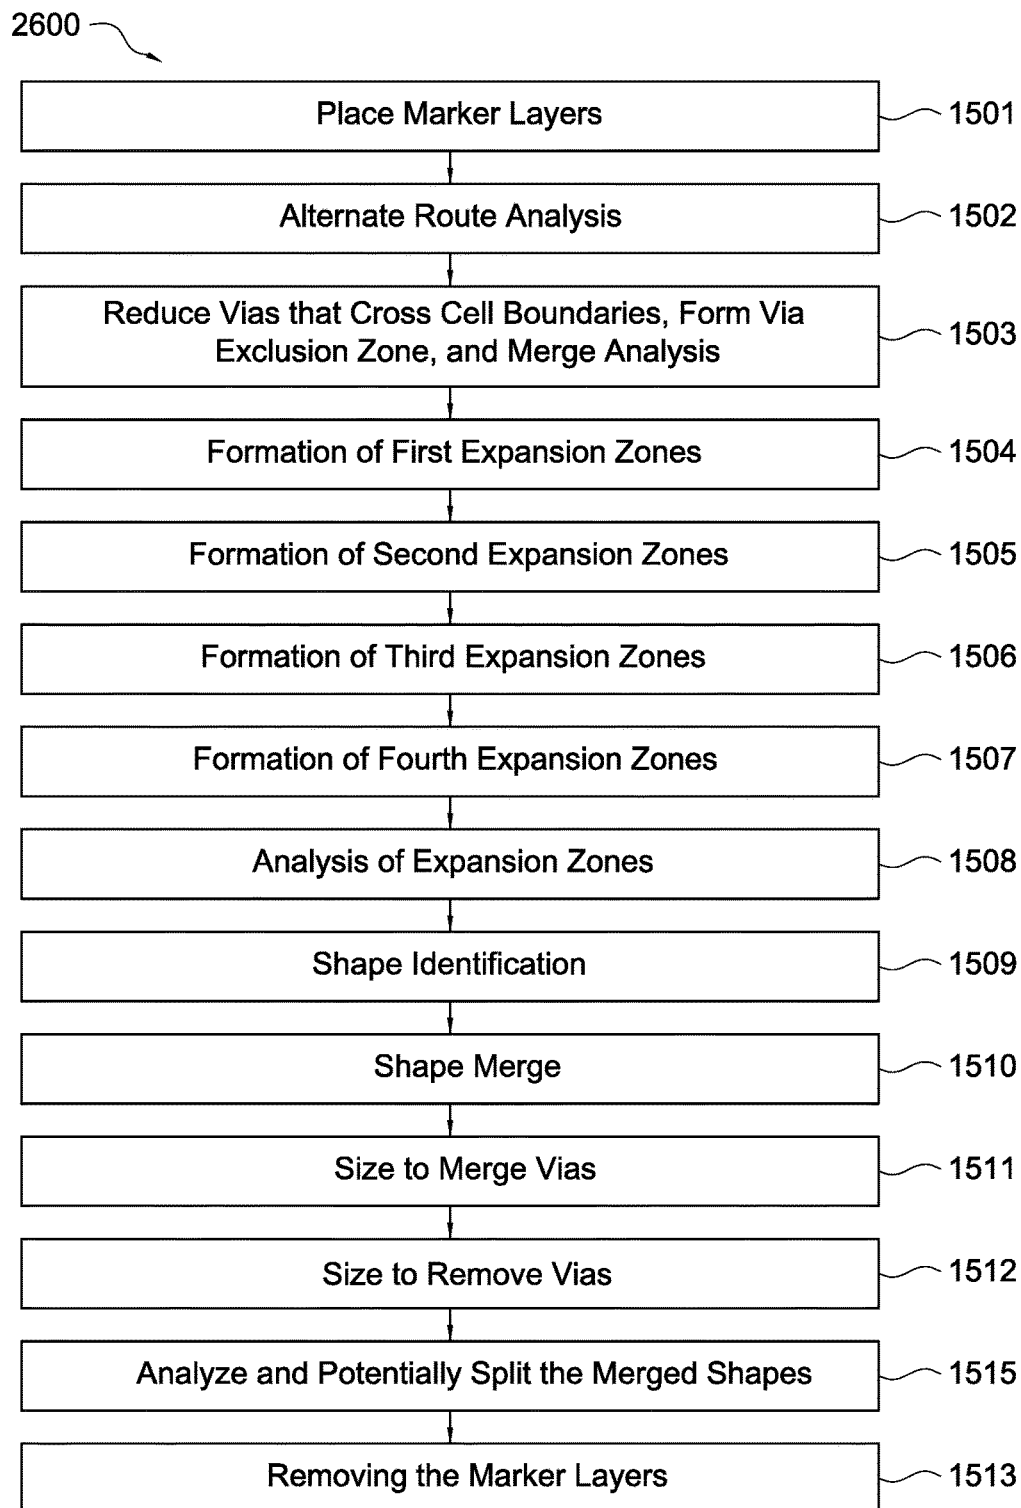 2600
Place Marker Layers 1501
Alternate Route Analysis 1502
Reduce Vias that Cross Cell Boundaries, Form Via
Exclusion Zone, and Merge Analysis 1503
Formation of First Expansion Zones 1504
Formation of Second Expansion Zones 1505
Formation of Third Expansion Zones 1506
Formation of Fourth Expansion Zones 1507
Analysis of Expansion Zones 1508
Shape Identification 1509
Shape Merge 1510
Size to Merge Vias 1511
Size to Remove Vias 1512
Analyze and Potentially Split the Merged Shapes 1515
Removing the Marker Layers 1513